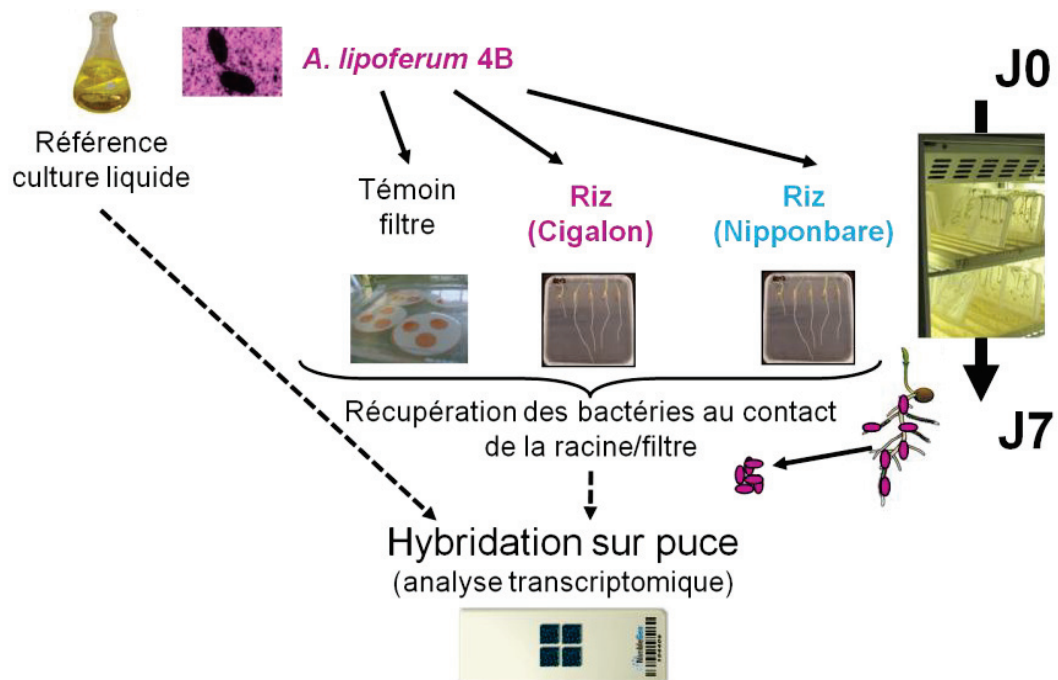 A. lipoferum 4B
J0
Référence
culture liquide
Témoin
filtre
Riz
(Cigalon)
Riz
(Nipponbare)
Récupération des bactéries au contact
de la racine/filtre
J7
Hybridation sur puce
(analyse transcriptomique)
NimbleGen